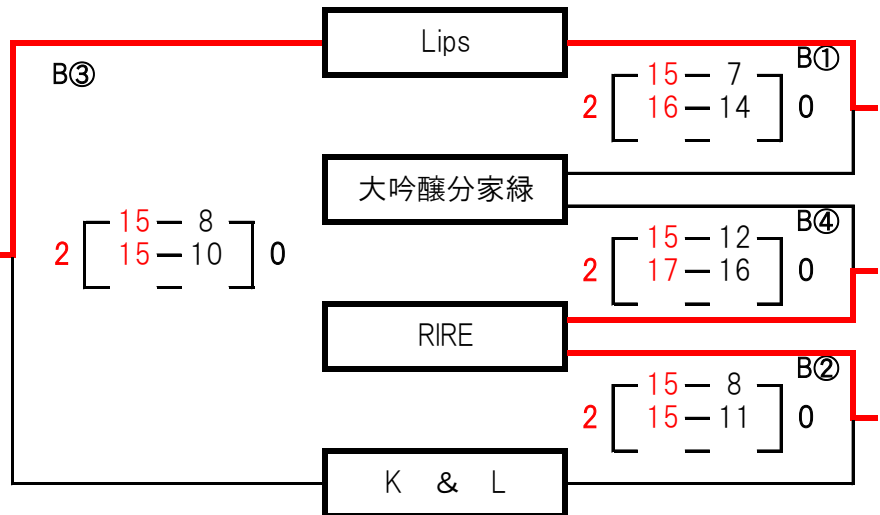 Lips
B①
15 — 7
2 16 — 14 0
—
大吟醸分家緑
B④
15 — 12
2 17 — 16 0
—
RIRE
B②
15 — 8
2 15 — 11 0
—
K & L
B③
15 — 8
2 15 — 10 0
—